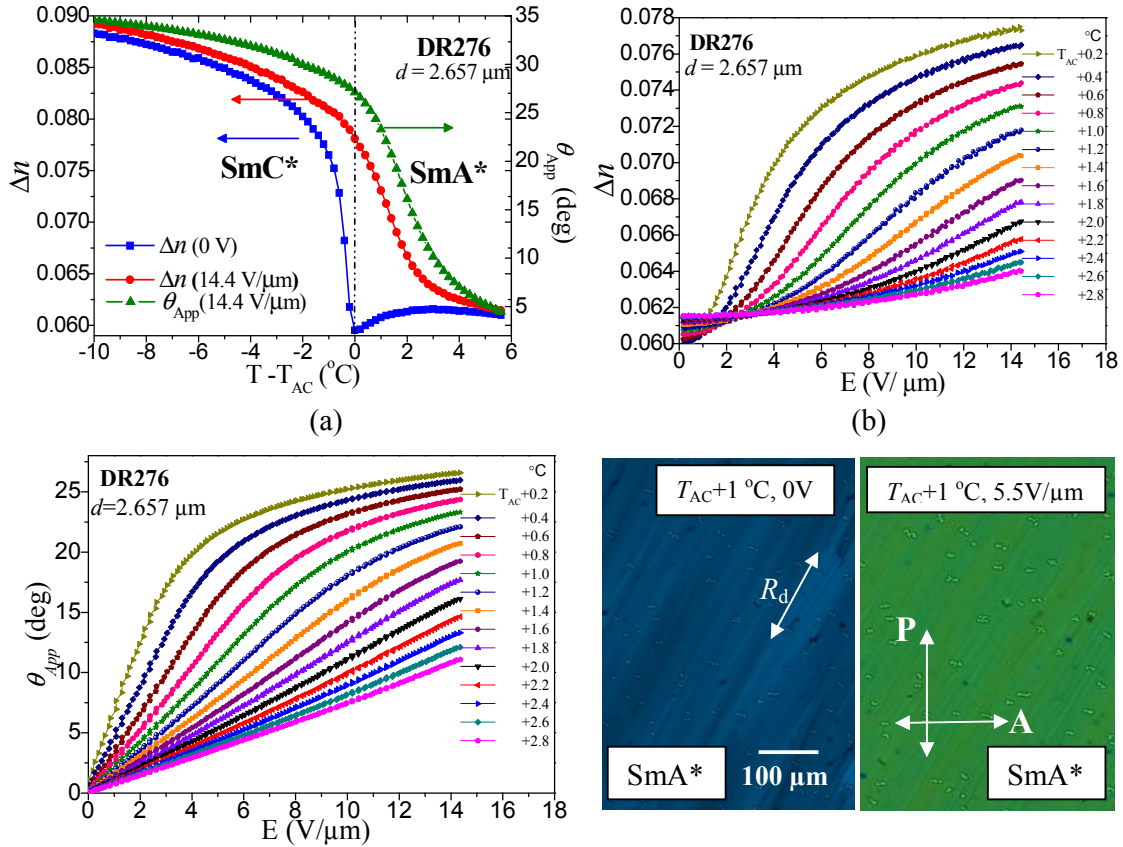 0.090
0.085
0.080
0.075
0.070
0.065
0.060
Δn
35
30
25
20
15
10
5
θApp (deg)
DR276
d = 2.657 µm
SmC*
SmA*
Δn (0 V)
Δn (14.4 V/µm)
θApp (14.4 V/µm)
-10 -8 -6 -4 -2 0 2 4 6
T -TAC (°C)
(a)
0.078
0.076
0.074
0.072
0.070
0.068
0.066
0.064
0.062
0.060
Δn
DR276
d = 2.657 µm
°C
TAC+0.2
+0.4
+0.6
+0.8
+1.0
+1.2
+1.4
+1.6
+1.8
+2.0
+2.2
+2.4
+2.6
+2.8
0 2 4 6 8 10 12 14 16 18
E (V/ µm)
(b)
25
20
15
10
5
0
θApp (deg)
DR276
d=2.657 µm
°C
TAC+0.2
+0.4
+0.6
+0.8
+1.0
+1.2
+1.4
+1.6
+1.8
+2.0
+2.2
+2.4
+2.6
+2.8
0 2 4 6 8 10 12 14 16 18
E (V/µm)
TAC+1 °C, 0V
Rd
SmA*
100 µm
TAC+1 °C, 5.5V/µm
P
A
SmA*